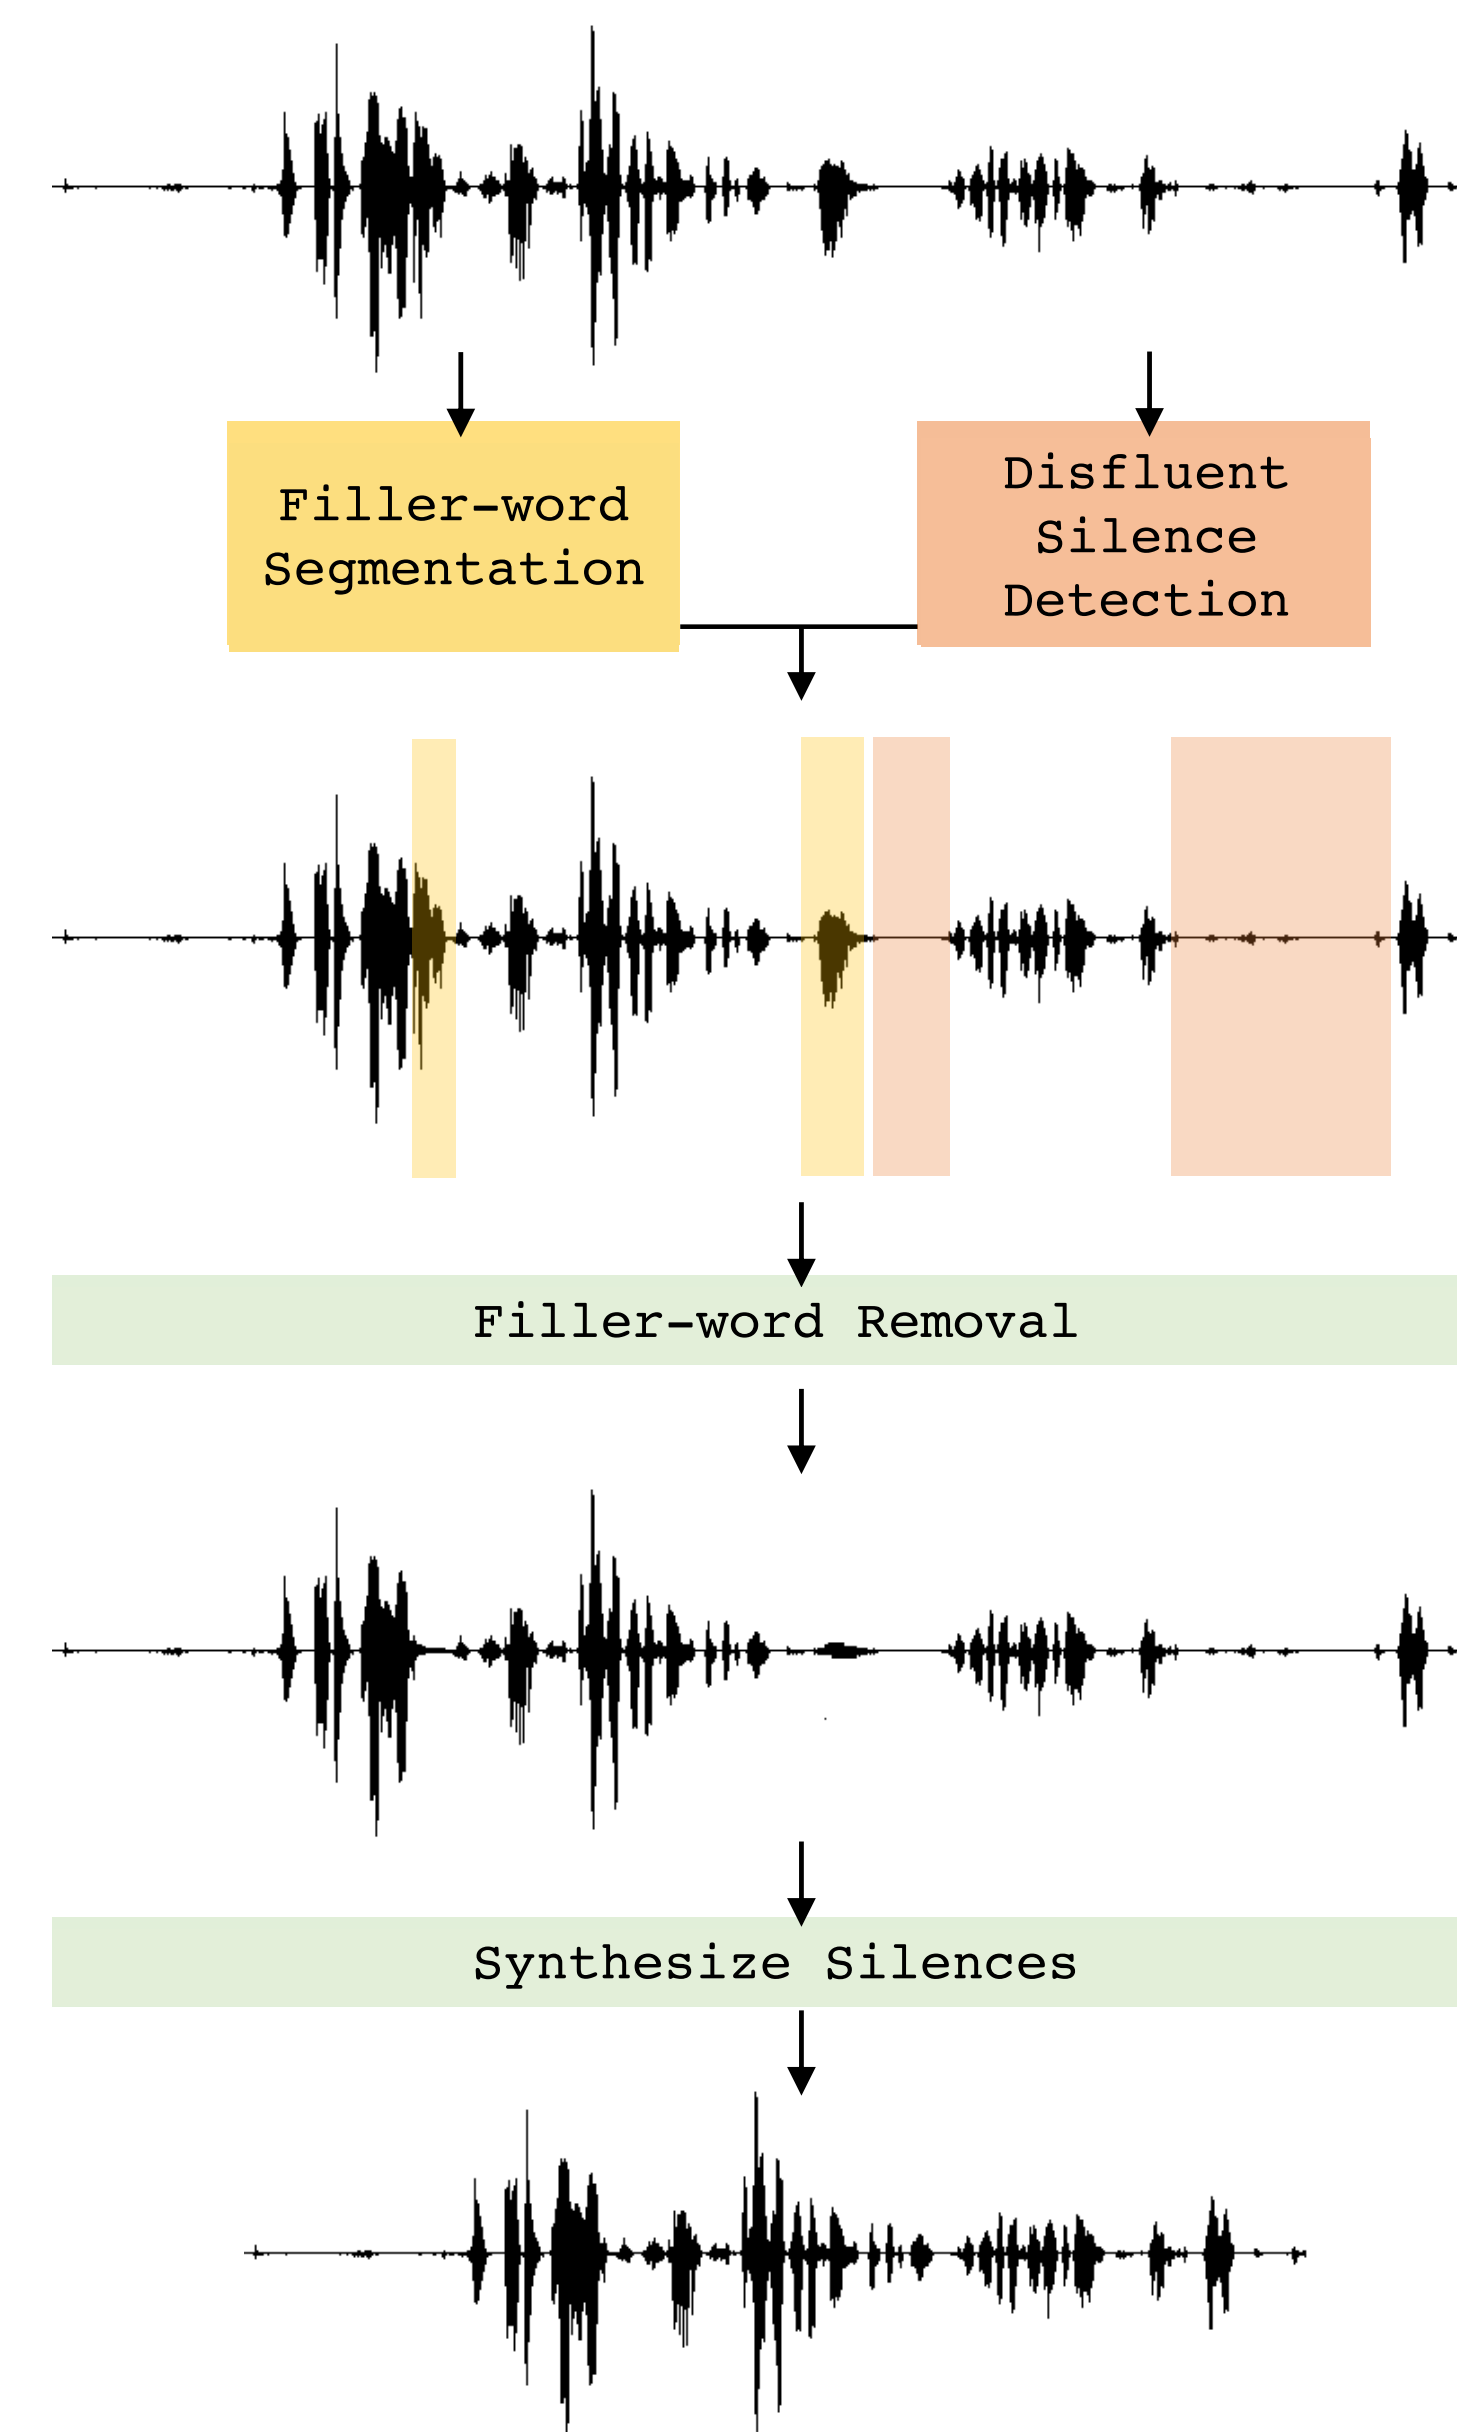 Filler-word
Segmentation
Disfluent
Silence
Detection
Filler-word Removal
Synthesize Silences